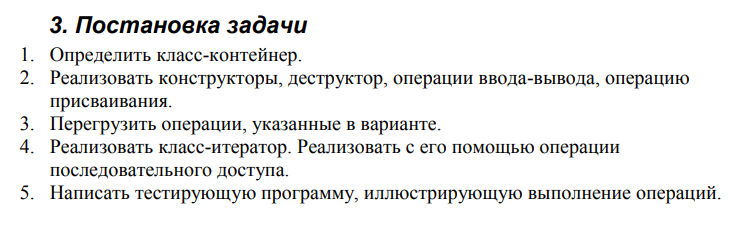 3. Постановка задачи
1. Определить класс-контейнер.
2. Реализовать конструкторы, деструктор, операции ввода-вывода, операцию
присваивания.
3. Перегрузить операции, указанные в варианте.
4. Реализовать класс-итератор. Реализовать с его помощью операции
последовательного доступа.
5. Написать тестирующую программу, иллюстрирующую выполнение операций.